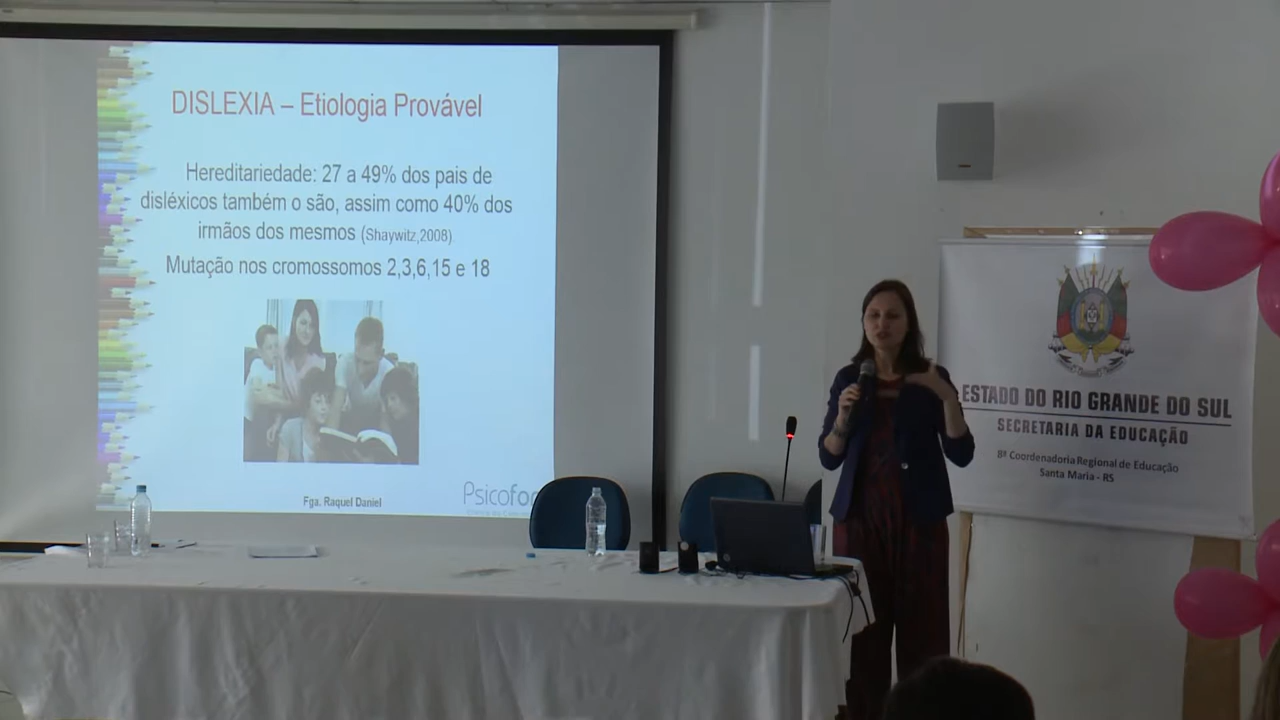 DISLEXIA – Etiologia Provável
Hereditariedade: 27 a 49% dos pais de
disléxicos também o são, assim como 40% dos
irmãos dos mesmos (Shaywitz,2008)
Mutação nos cromossomos 2,3,6,15 e 18
Fga. Raquel Daniel
Psicofo
ESTADO DO RIO GRANDE DO SUL
SECRETARIA DA EDUCAÇÃO
8ª Coordenadoria Regional de Educação
Santa Maria - RS